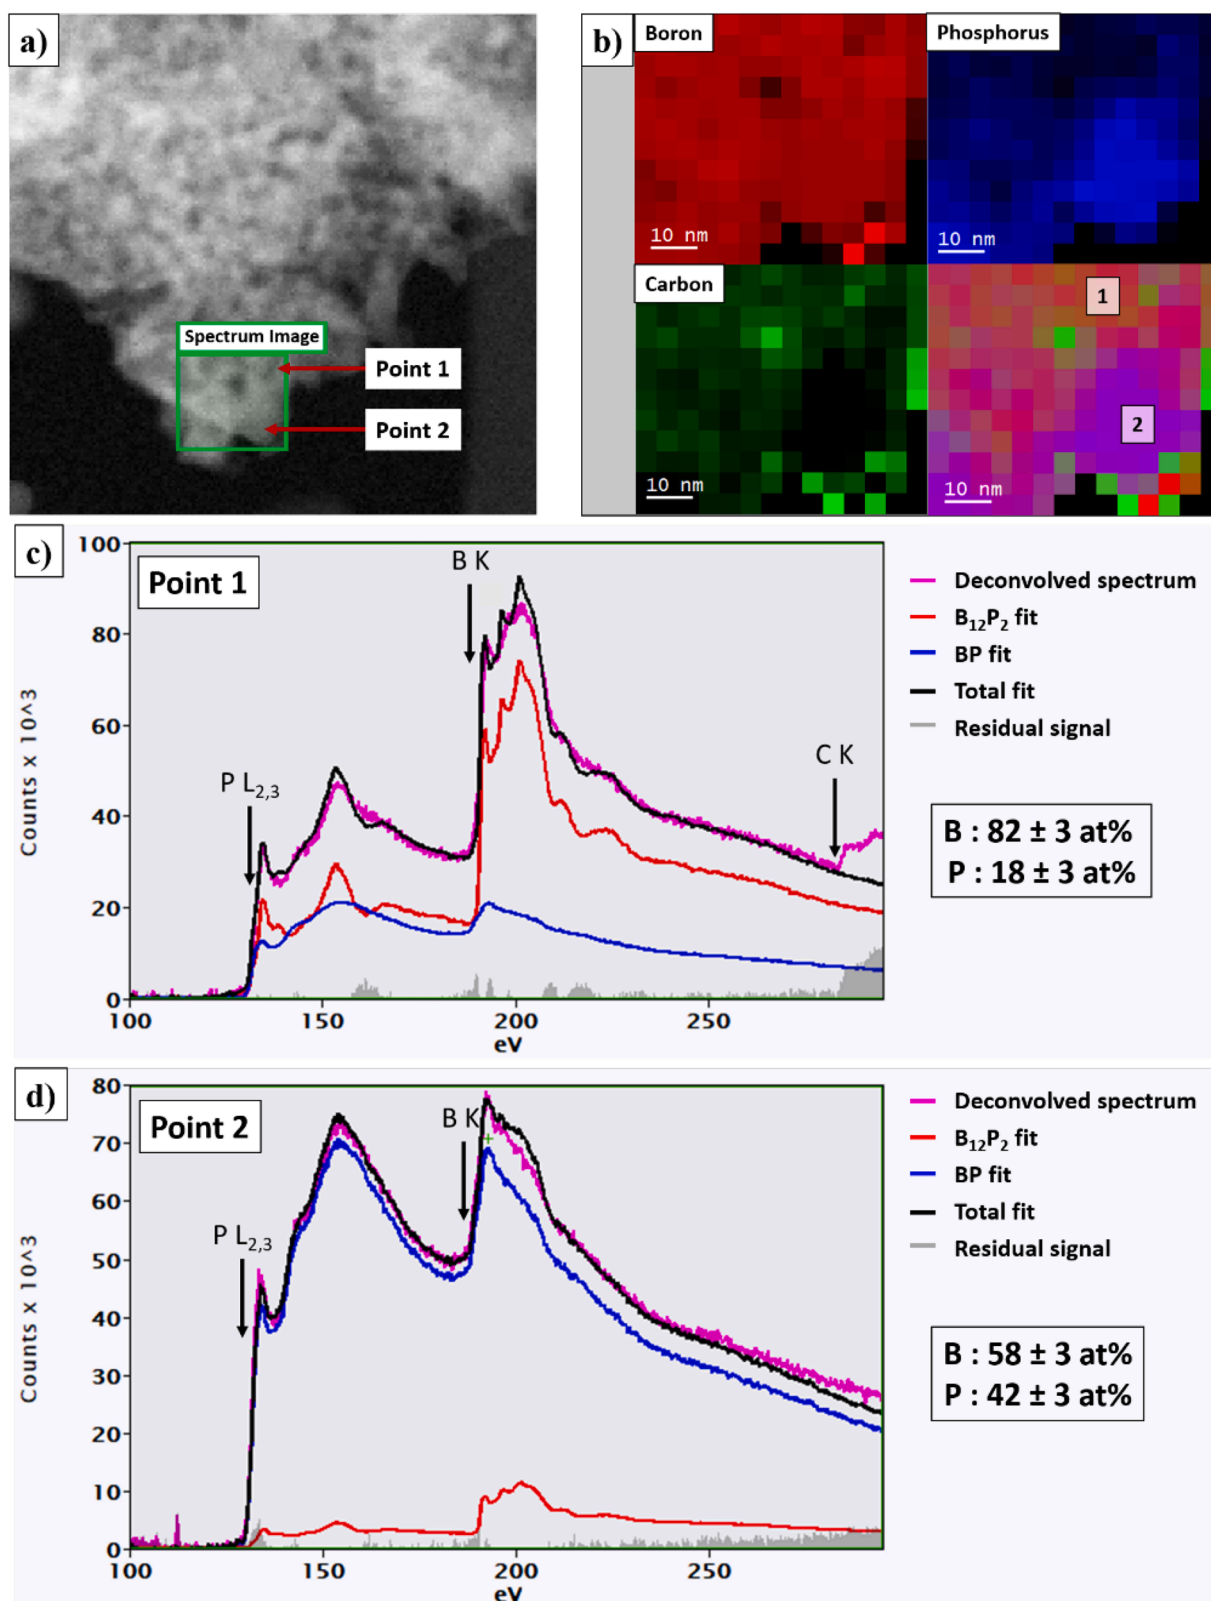 a)
Spectrum Image
Point 1
Point 2
b)
Boron
10 nm
Phosphorus
10 nm
Carbon
10 nm
1
2
10 nm
c)
Point 1
100
80
60
40
20
0
Counts x 10^3
100
150
200
250
eV
P L2,3
B K
C K
Deconvolved spectrum
B12P2 fit
BP fit
Total fit
Residual signal
B : 82 ± 3 at%
P : 18 ± 3 at%
d)
Point 2
80
70
60
50
40
30
20
10
0
Counts x 10^3
100
150
200
250
eV
P L2,3
B K
Deconvolved spectrum
B12P2 fit
BP fit
Total fit
Residual signal
B : 58 ± 3 at%
P : 42 ± 3 at%